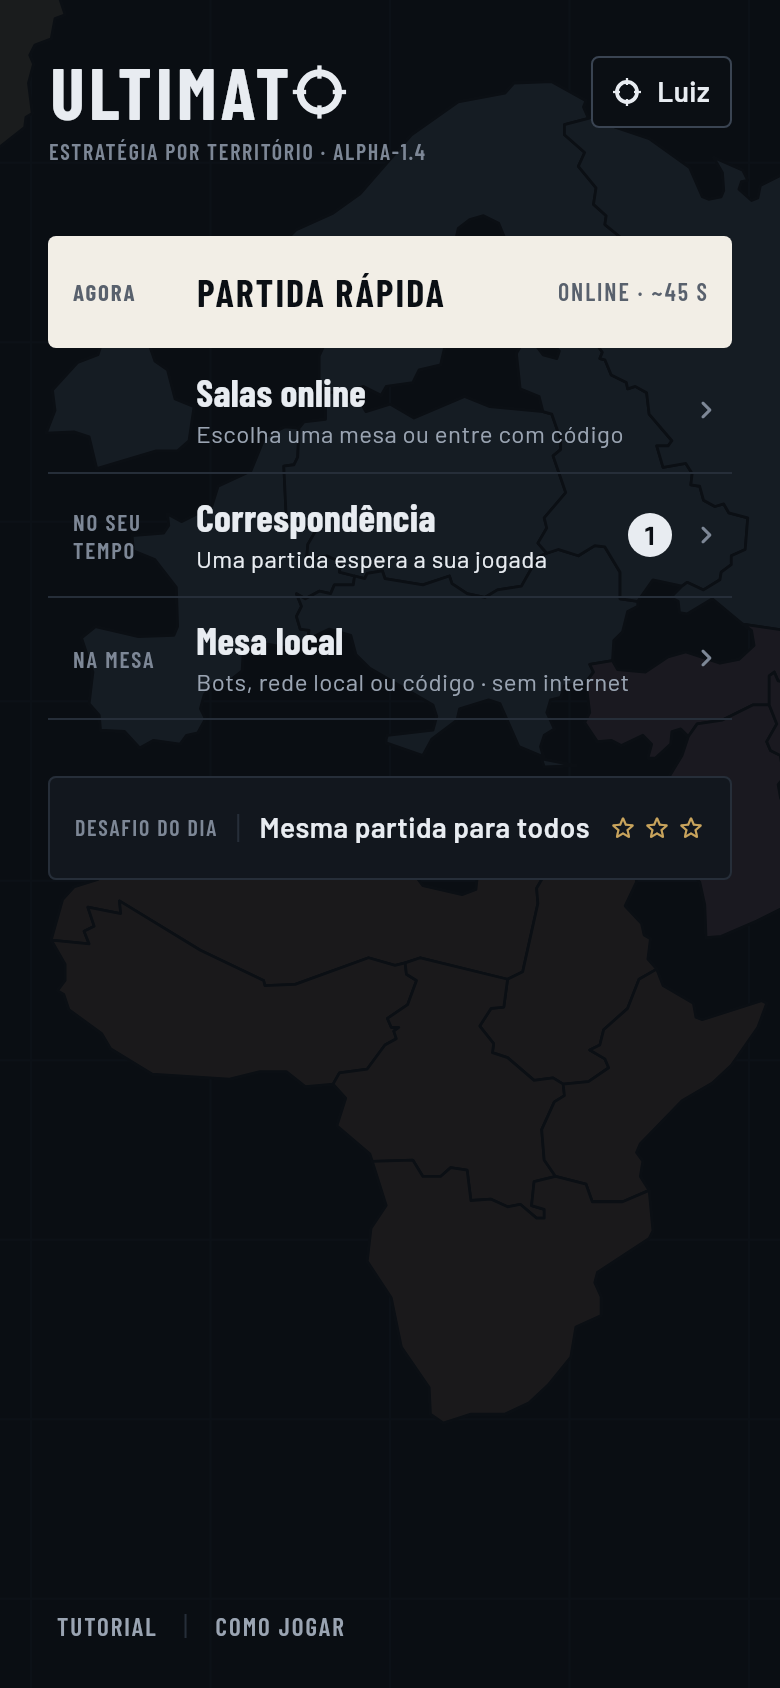 ULTIMATO
Luiz
ESTRATÉGIA POR TERRITÓRIO · ALPHA-1.4
AGORA
PARTIDA RÁPIDA
ONLINE · ~45 S
Salas online
Escolha uma mesa ou entre com código
NO SEU
TEMPO
Correspondência
Uma partida espera a sua jogada
1
NA MESA
Mesa local
Bots, rede local ou código · sem internet
DESAFIO DO DIA
Mesma partida para todos
TUTORIAL
COMO JOGAR